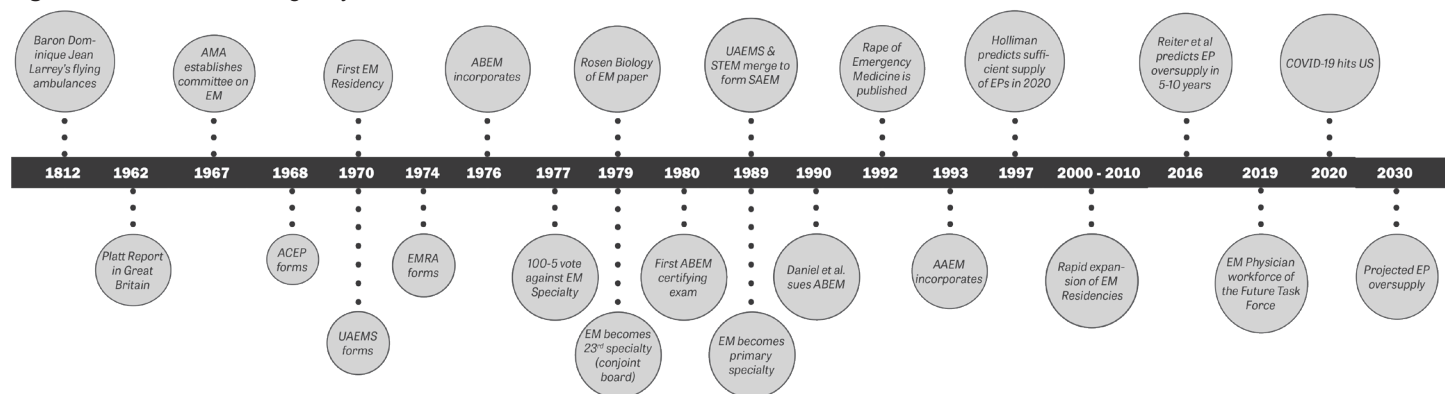 Baron Dom-
inique Jean
Larrey's flying
ambulances
AMA
establishes
committee on
EM
First EM
Residency
ABEM
incorporates
Rosen Biology
of EM paper
UAEMS &
STEM merge to
form SAEM
Rape of
Emergency
Medicine is
published
Holliman
predicts suffi-
cient supply
of EPs in 2020
Reiter et al
predicts EP
oversupply in
5-10 years
COVID-19 hits US
1812 1962 1967 1968 1970 1974 1976 1977 1979 1980 1989 1990 1992 1993 1997 2000 - 2010 2016 2019 2020 2030
Platt Report
in Great
Britain
ACEP
forms
UAEMS
forms
EMRA
forms
100-5 vote
against EM
Specialty
EM becomes
23rd specialty
(conjoint
board)
First ABEM
certifying
exam
EM becomes
primary
specialty
Daniel et al.
sues ABEM
AAEM
incorporates
Rapid expan-
sion of EM
Residencies
EM Physician
workforce of
the Future Task
Force
Projected EP
oversupply